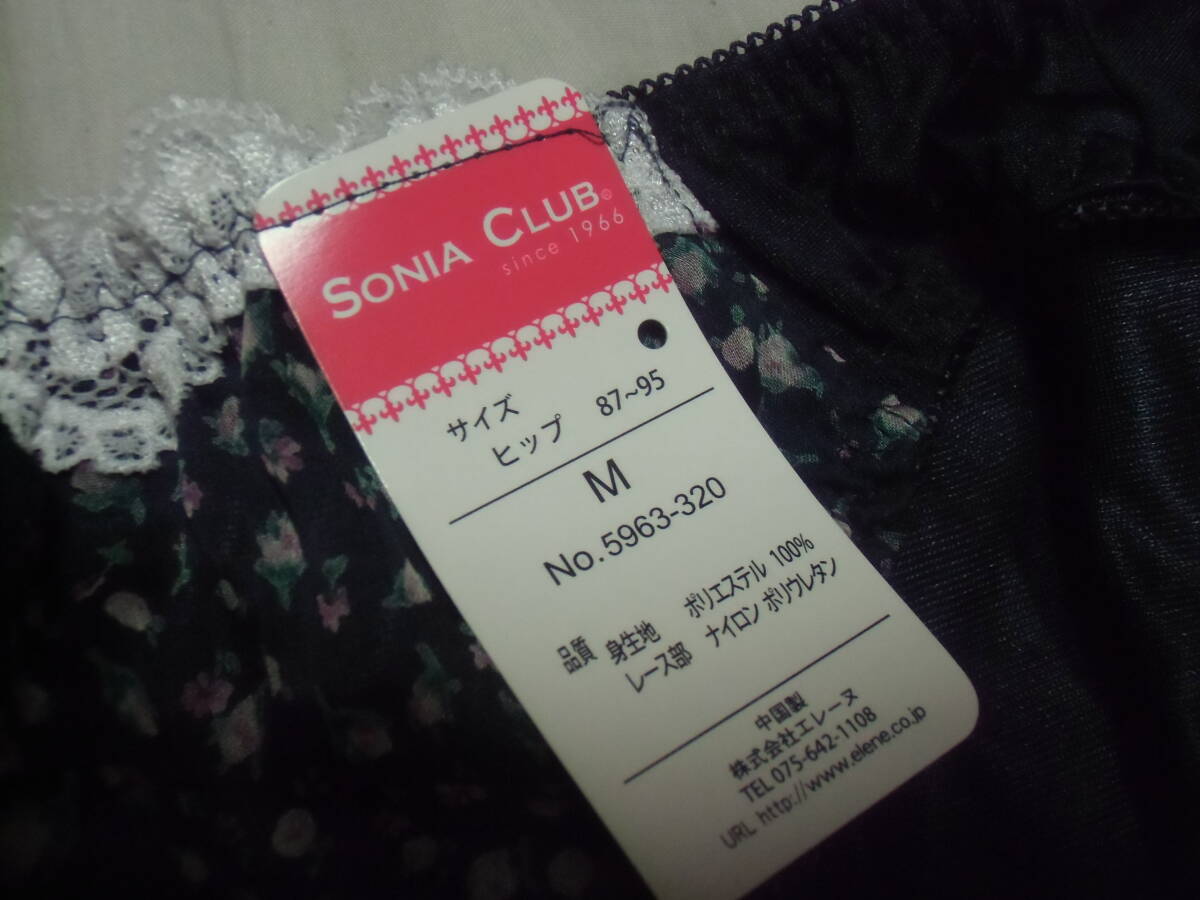 SONIA CLUB©
since 1966
サイズ
ヒップ 87~95
M
No.5963-320
品質 身生地 ポリエステル 100%
レース部 ナイロン ポリウレタン
中国製
株式会社エレーヌ
TEL 075-642-1108
URL http://www.elene.co.jp